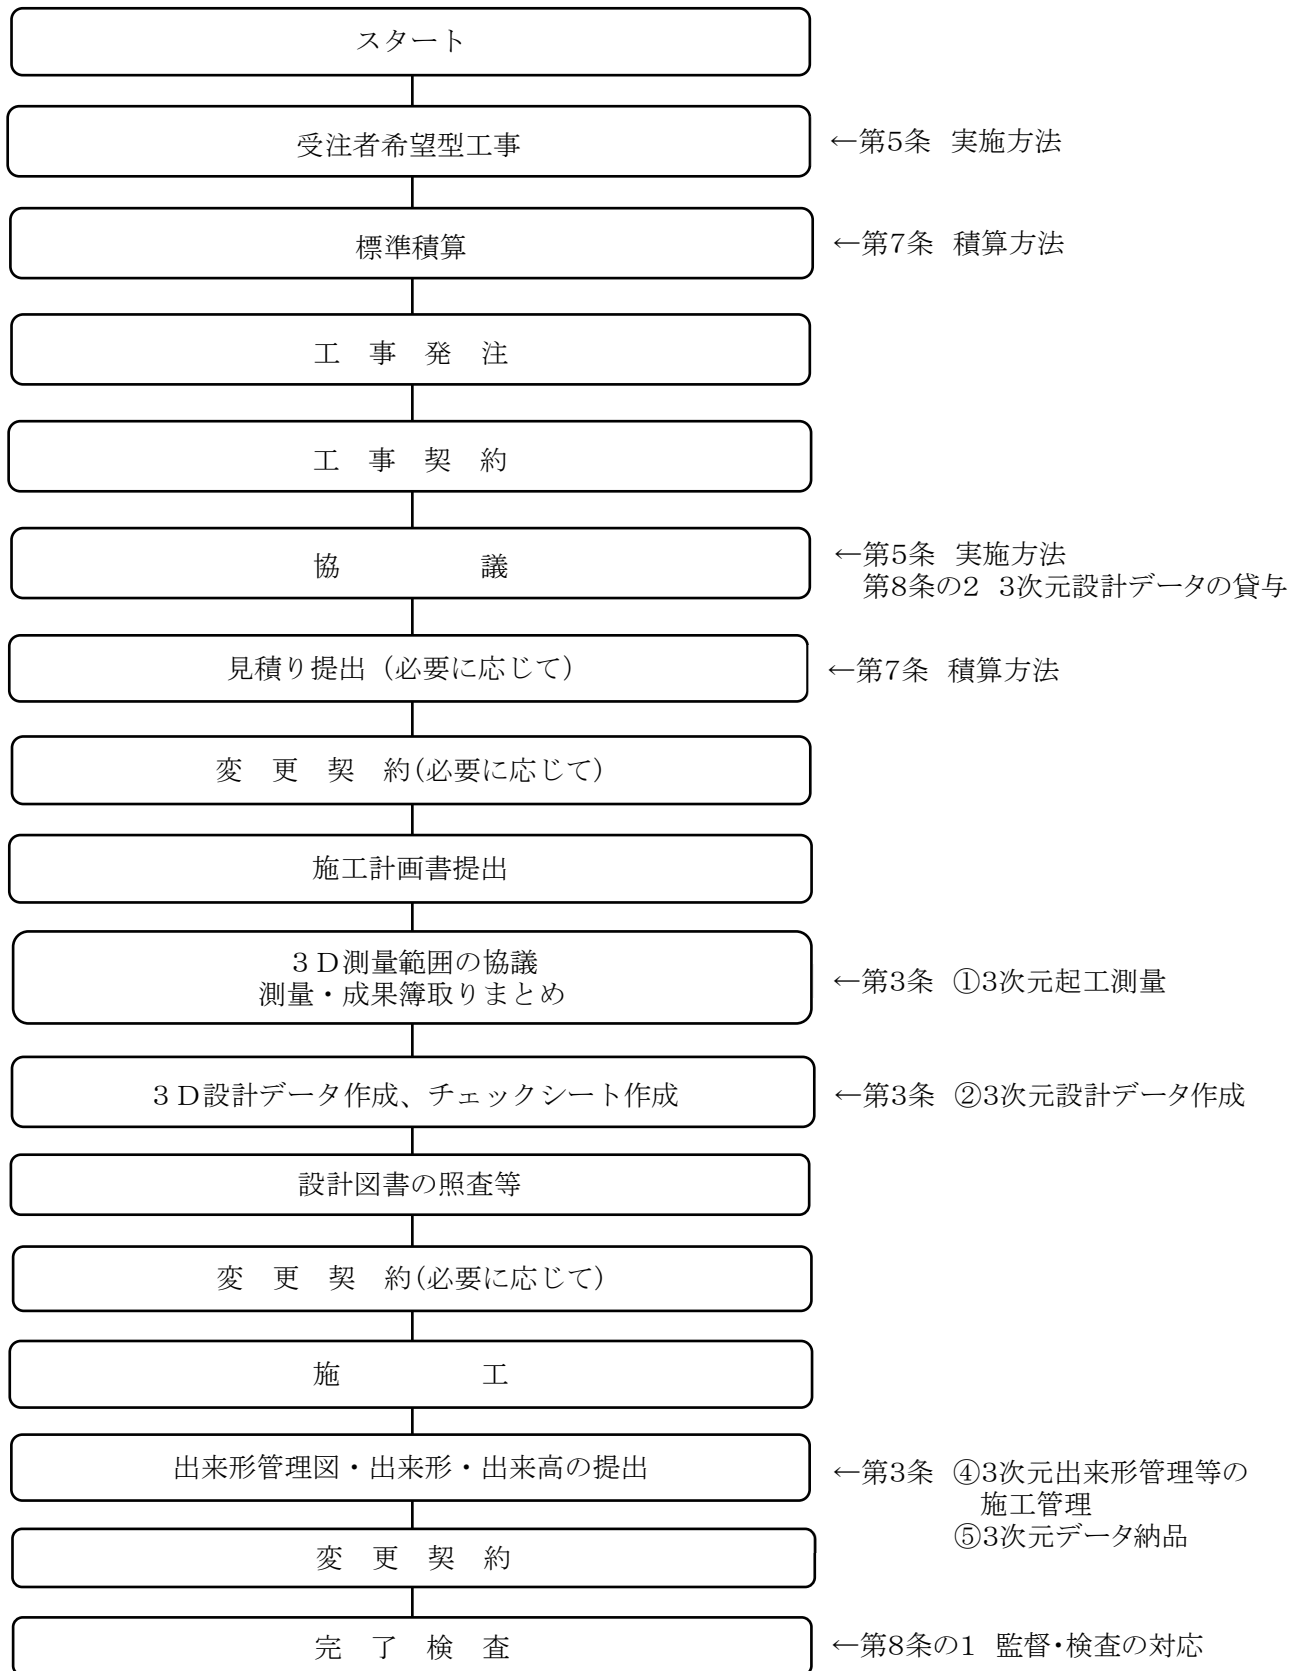 スタート
受注者希望型工事
←第5条 実施方法
標準積算
←第7条 積算方法
工 事 発 注
工 事 契 約
協 議
←第5条 実施方法
第8条の2 3次元設計データの貸与
見積り提出（必要に応じて）
←第7条 積算方法
変 更 契 約(必要に応じて)
施工計画書提出
３Ｄ測量範囲の協議
測量・成果簿取りまとめ
←第3条 ①3次元起工測量
３Ｄ設計データ作成、チェックシート作成
←第3条 ②3次元設計データ作成
設計図書の照査等
変 更 契 約(必要に応じて)
施 工
出来形管理図・出来形・出来高の提出
←第3条 ④3次元出来形管理等の
施工管理
⑤3次元データ納品
変 更 契 約
完 了 検 査
←第8条の1 監督・検査の対応